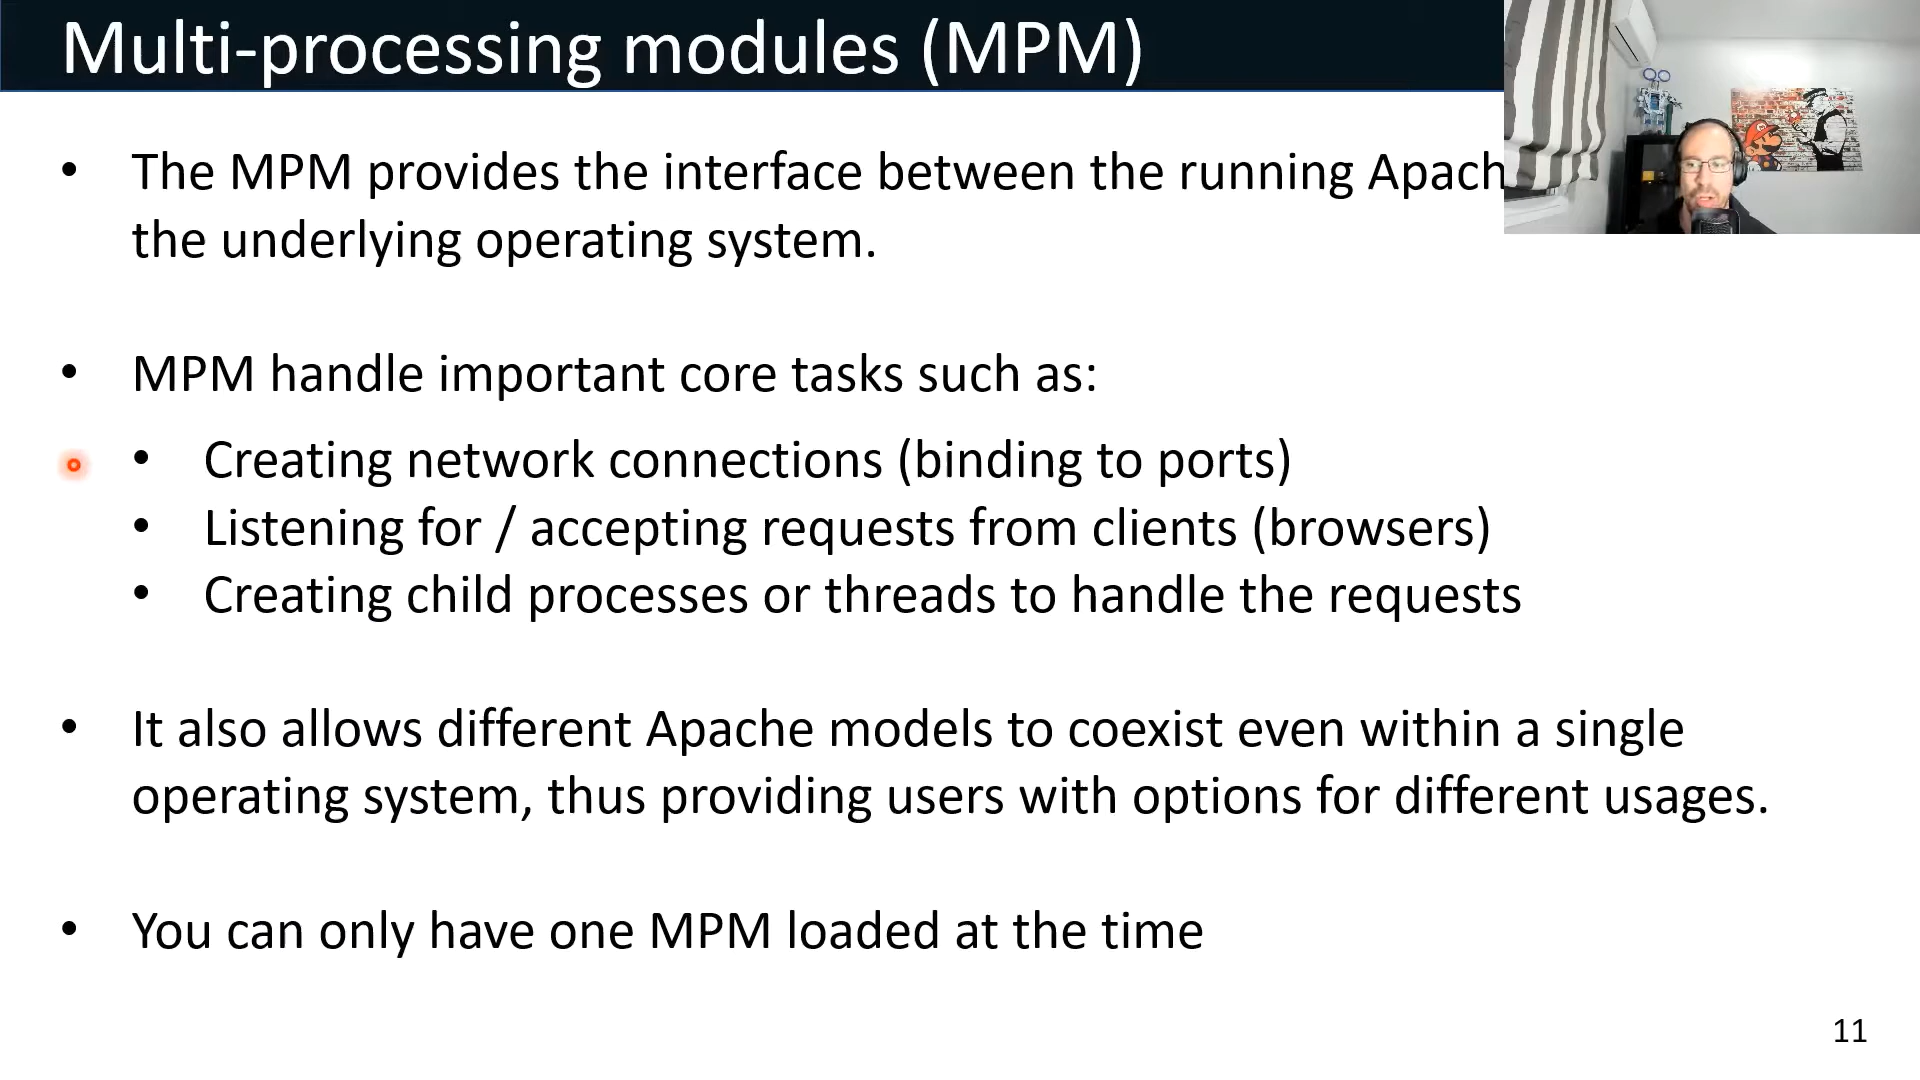 Multi-processing modules (MPM)
• The MPM provides the interface between the running Apach
the underlying operating system.
• MPM handle important core tasks such as:
• Creating network connections (binding to ports)
• Listening for / accepting requests from clients (browsers)
• Creating child processes or threads to handle the requests
• It also allows different Apache models to coexist even within a single
operating system, thus providing users with options for different usages.
• You can only have one MPM loaded at the time
11